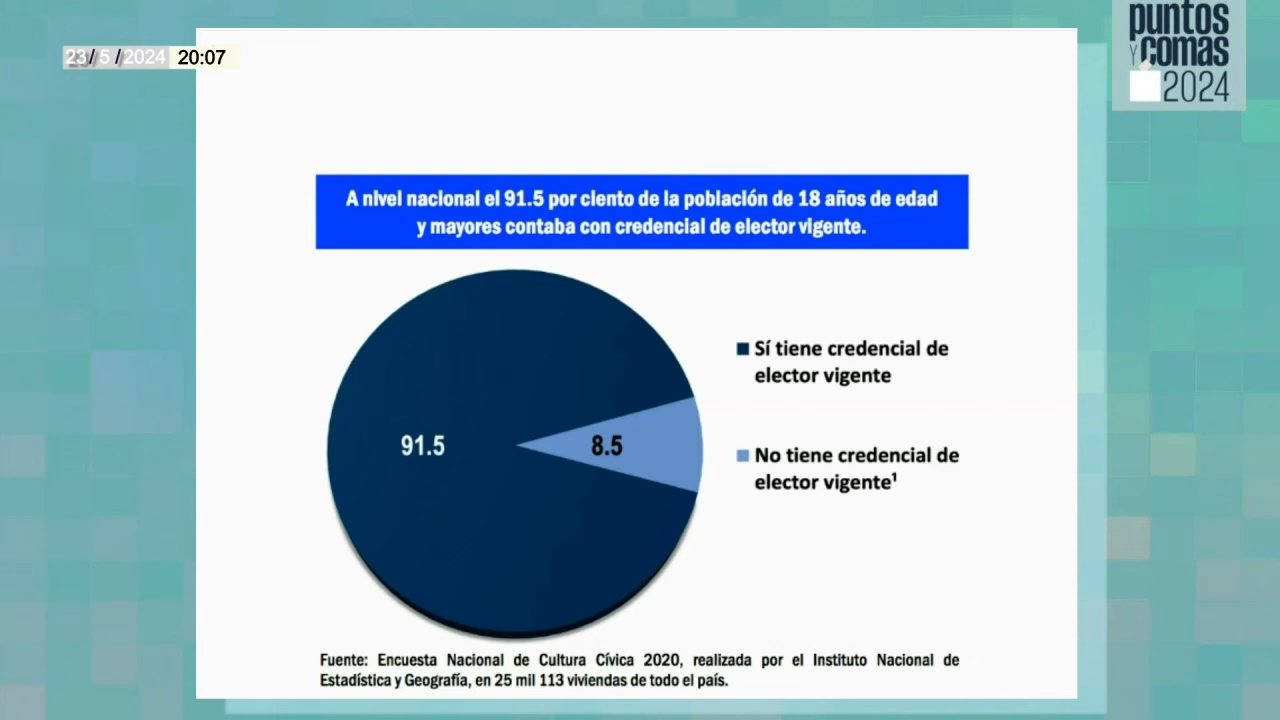 puntos
Y comas
2024
23/5/2024 20:07
A nivel nacional el 91.5 por ciento de la población de 18 años de edad
y mayores contaba con credencial de elector vigente.
Sí tiene credencial de
elector vigente
91.5
8.5
No tiene credencial de
elector vigente¹
Fuente: Encuesta Nacional de Cultura Cívica 2020, realizada por el Instituto Nacional de
Estadística y Geografía, en 25 mil 113 viviendas de todo el país.